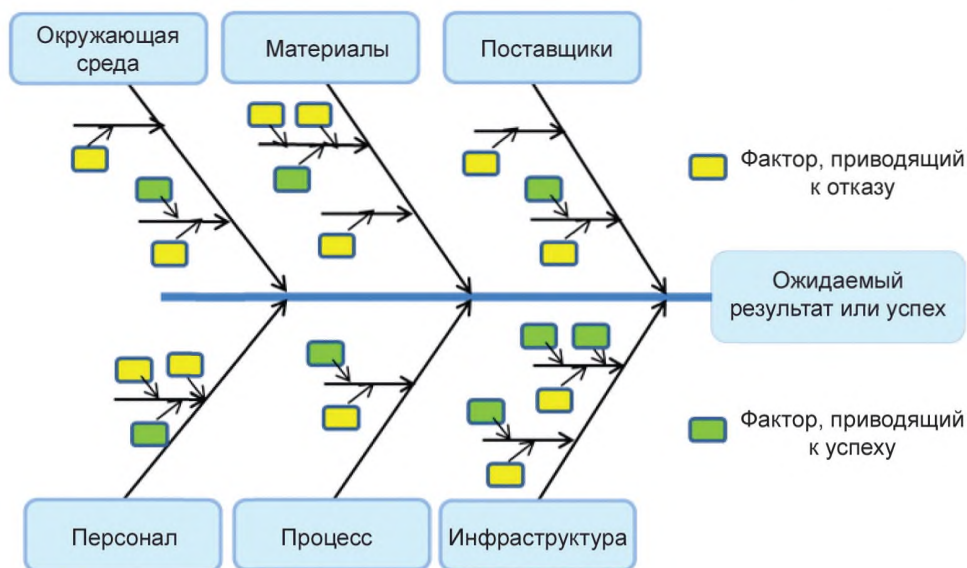 Окружающая
среда
Материалы
Поставщики
Фактор, приводящий
к отказу
Ожидаемый
результат или успех
Фактор, приводящий
к успеху
Персонал
Процесс
Инфраструктура